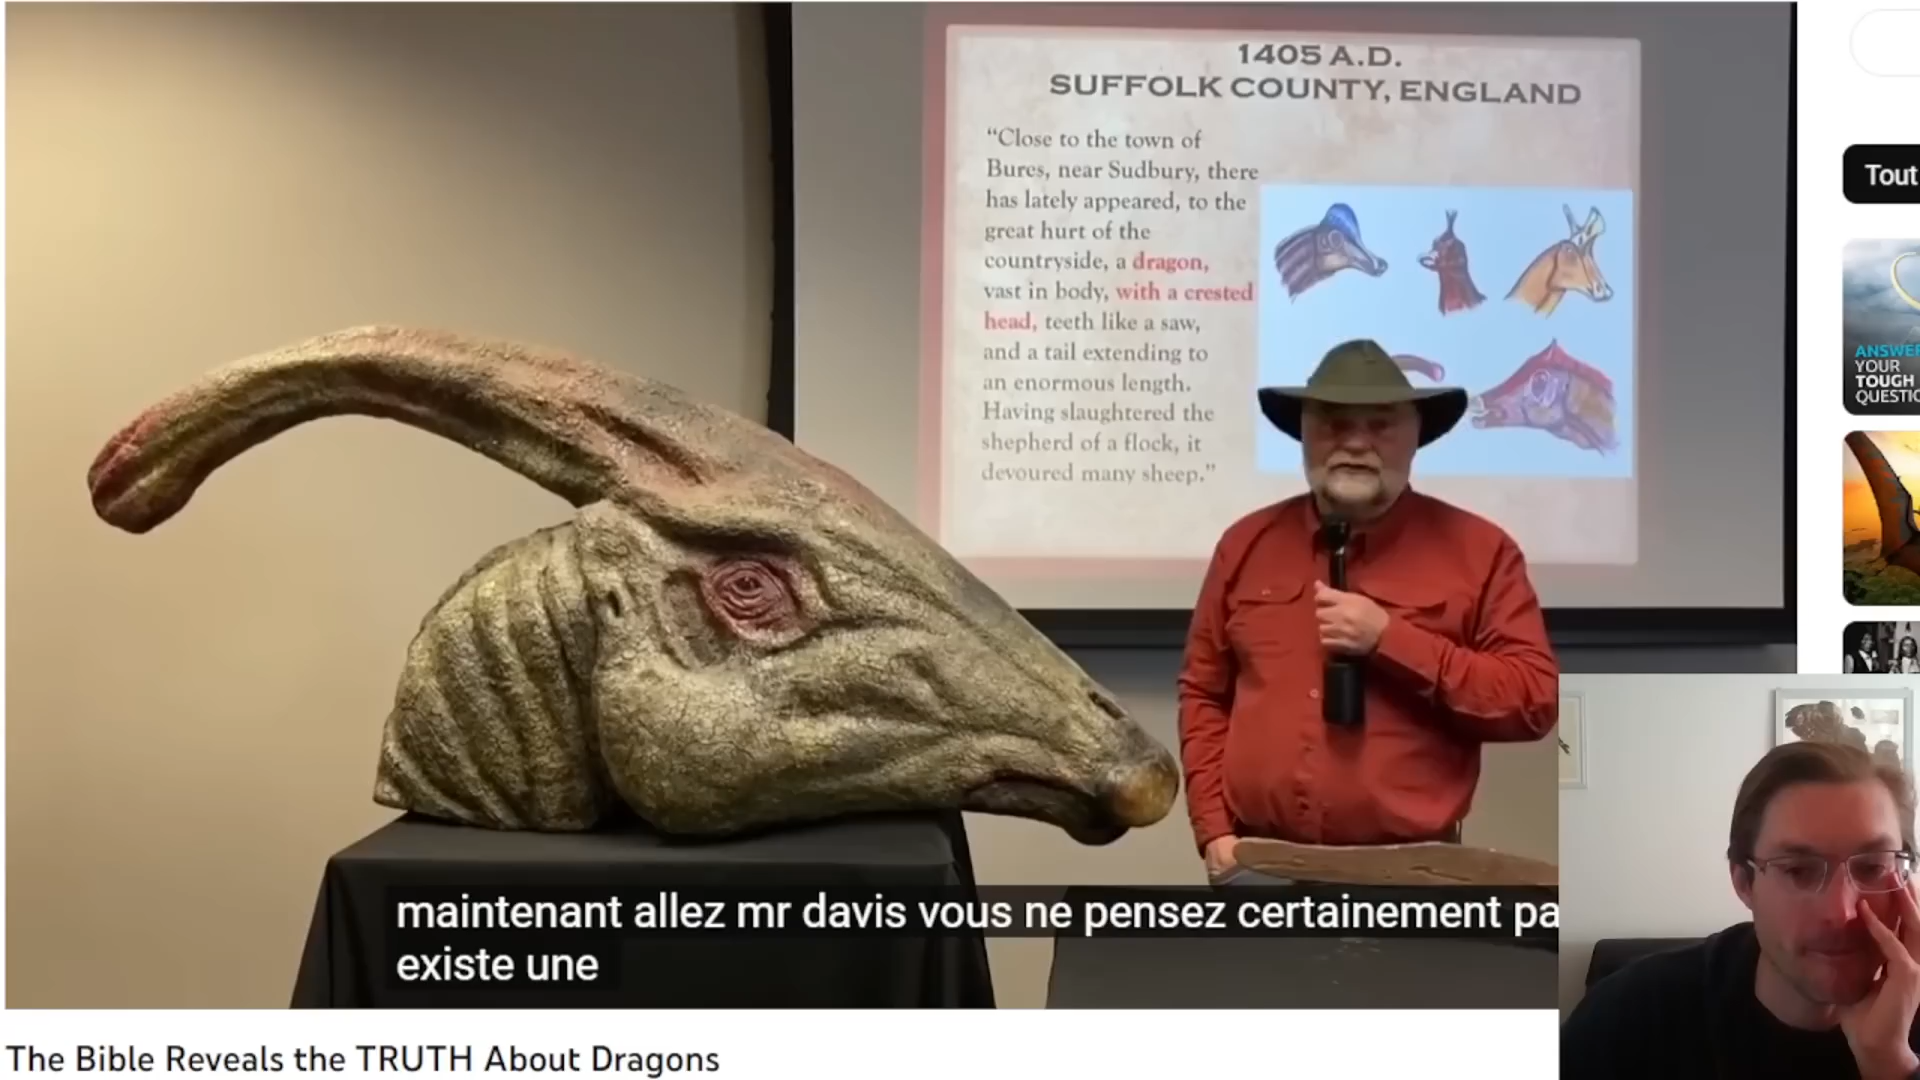 1405 A.D.
SUFFOLK COUNTY, ENGLAND
“Close to the town of
Bures, near Sudbury, there
has lately appeared, to the
great hurt of the
countryside, a dragon,
vast in body, with a crested
head, teeth like a saw,
and a tail extending to
an enormous length.
Having slaughtered the
shepherd of a flock, it
devoured many sheep.”
maintenant allez mr davis vous ne pensez certainement pa
existe une
The Bible Reveals the TRUTH About Dragons
Tout
YOUR
TOUGH